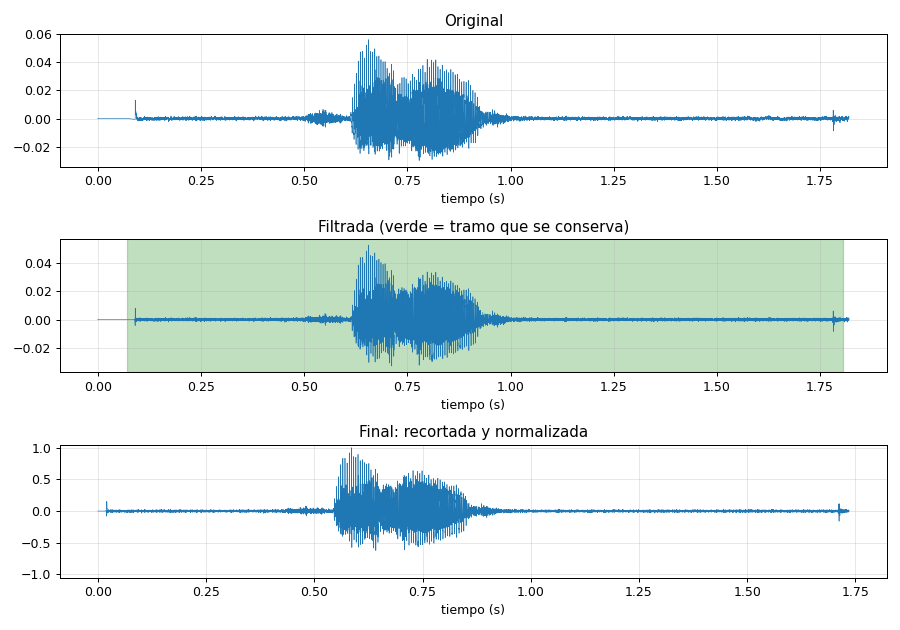 Original
0.06
0.04
0.02
0.00
−0.02
0.00 0.25 0.50 0.75 1.00 1.25 1.50 1.75
tiempo (s)
Filtrada (verde = tramo que se conserva)
0.04
0.02
0.00
−0.02
0.00 0.25 0.50 0.75 1.00 1.25 1.50 1.75
tiempo (s)
Final: recortada y normalizada
1.0
0.5
0.0
−0.5
−1.0
0.00 0.25 0.50 0.75 1.00 1.25 1.50 1.75
tiempo (s)